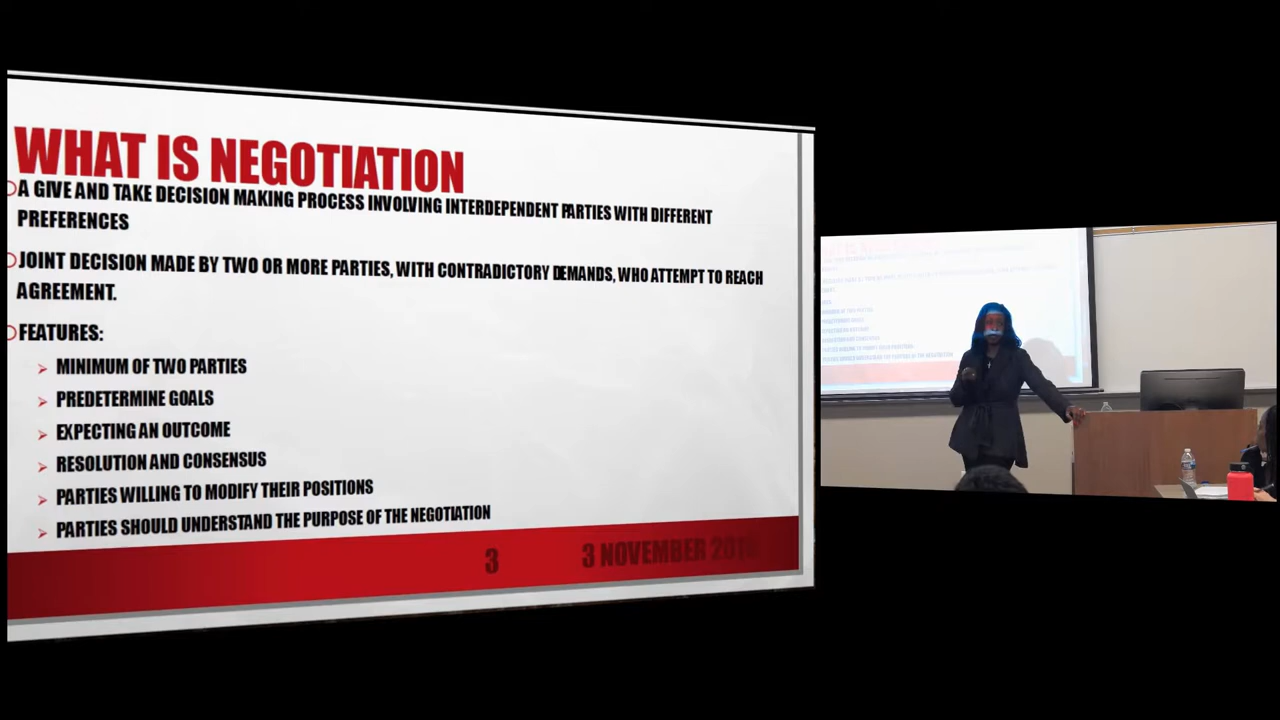 WHAT IS NEGOTIATION
A GIVE AND TAKE DECISION MAKING PROCESS INVOLVING INTERDEPENDENT PARTIES WITH DIFFERENT
PREFERENCES
JOINT DECISION MADE BY TWO OR MORE PARTIES, WITH CONTRADICTORY DEMANDS, WHO ATTEMPT TO REACH
AGREEMENT.
FEATURES:
MINIMUM OF TWO PARTIES
PREDETERMINE GOALS
EXPECTING AN OUTCOME
RESOLUTION AND CONSENSUS
PARTIES WILLING TO MODIFY THEIR POSITIONS
PARTIES SHOULD UNDERSTAND THE PURPOSE OF THE NEGOTIATION
3
3 NOVEMBER